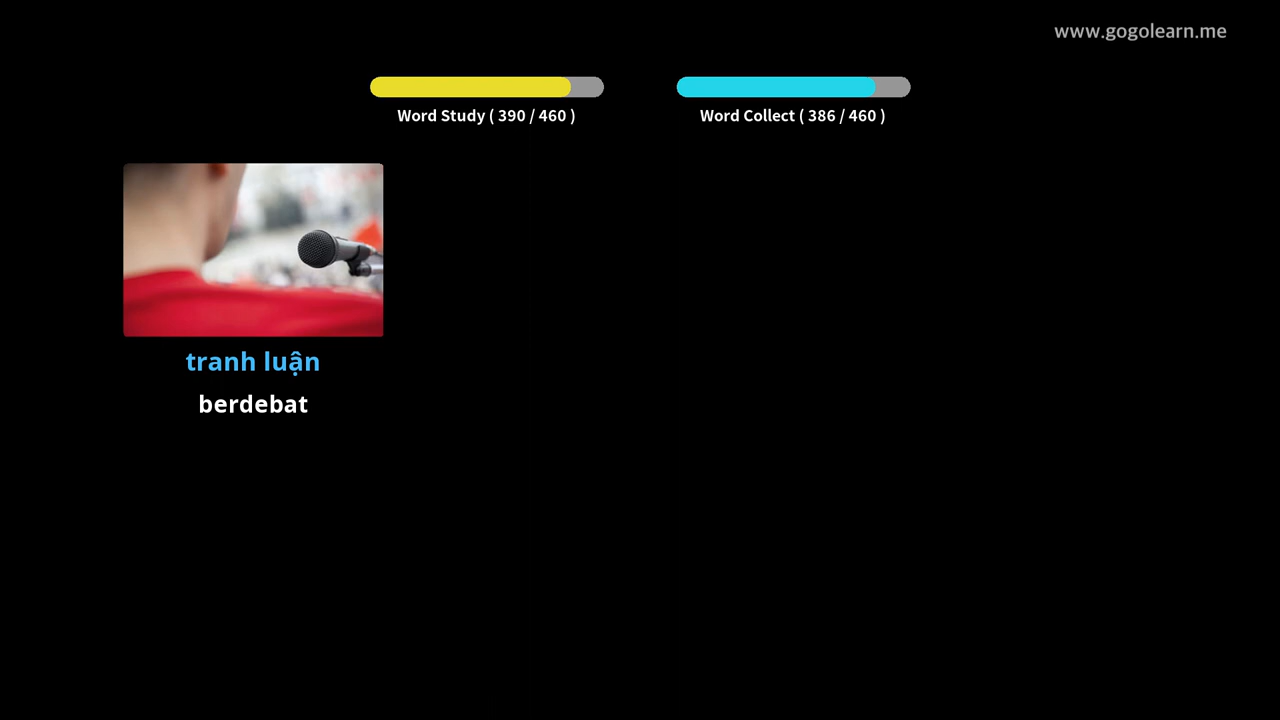 www.gogolearn.me
Word Study ( 390 / 460 )
Word Collect ( 386 / 460 )
tranh luận
berdebat